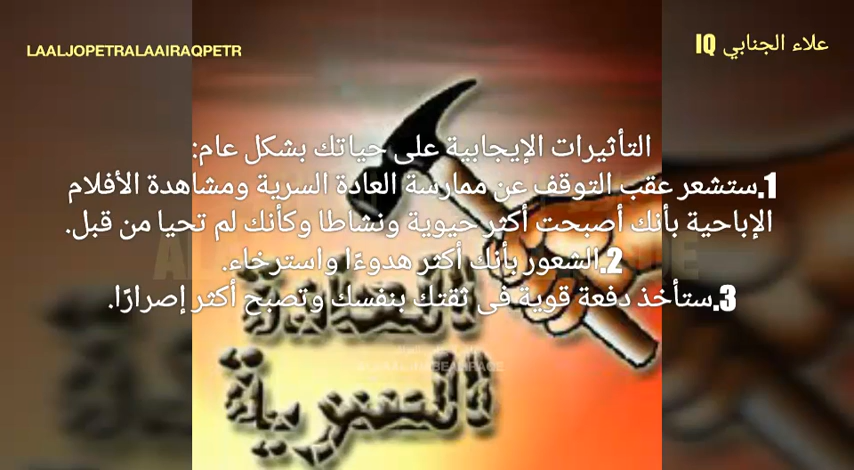 LAALJOPETRALAAIRAQPETR
علاء الجنابي IQ
التأثيرات الإيجابية على حياتك بشكل عام:
1.ستشعر عقب التوقف عن ممارسة العادة السرية ومشاهدة الأفلام
الإباحية بأنك أصبحت أكثر حيوية ونشاطا وكأنك لم تحيا من قبل.
2.الشعور بأنك أكثر هدوءًا واسترخاء.
3.ستأخذ دفعة قوية فى ثقتك بنفسك وتصبح أكثر إصرارًا.
العادة
السرية